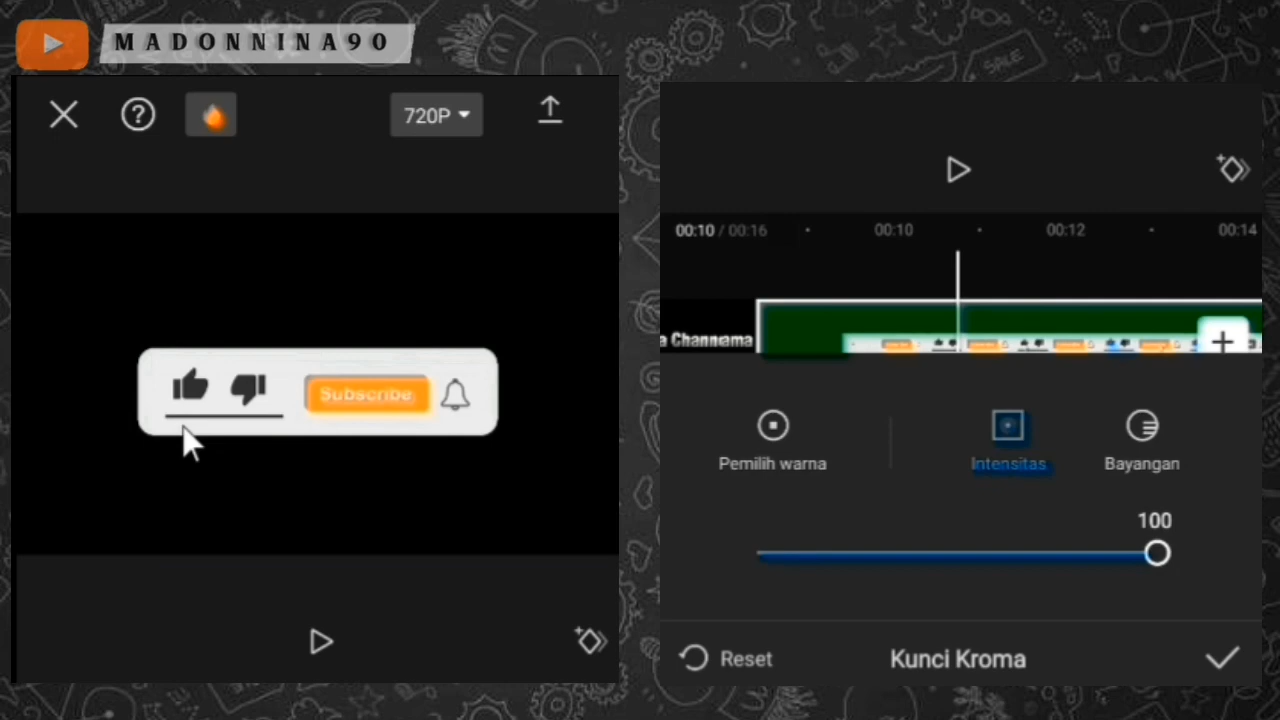 MADONNINA90
720P
Subscribe
00:10 / 00:16
00:10
00:12
00:14
a Channema
Pemilih warna
Intensitas
Bayangan
100
Reset
Kunci Kroma
SALE